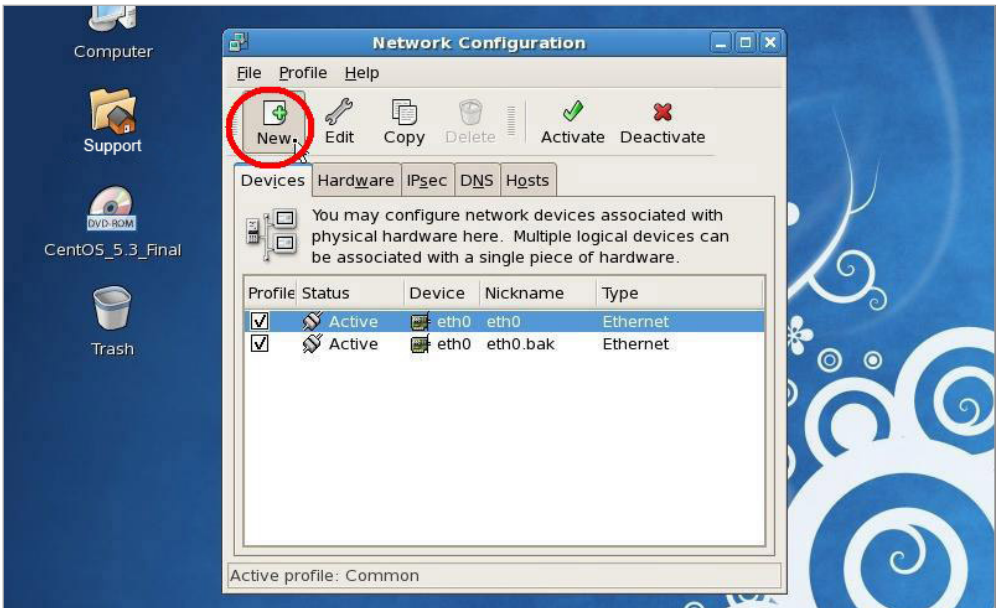 Computer
Support
DVD-ROM
CentOS_5.3_Final
Trash
Network Configuration
File Profile Help
New Edit Copy Delete Activate Deactivate
Devices Hardware IPsec DNS Hosts
You may configure network devices associated with
physical hardware here. Multiple logical devices can
be associated with a single piece of hardware.
Profile Status Device Nickname Type
Active eth0 eth0 Ethernet
Active eth0 eth0.bak Ethernet
Active profile: Common